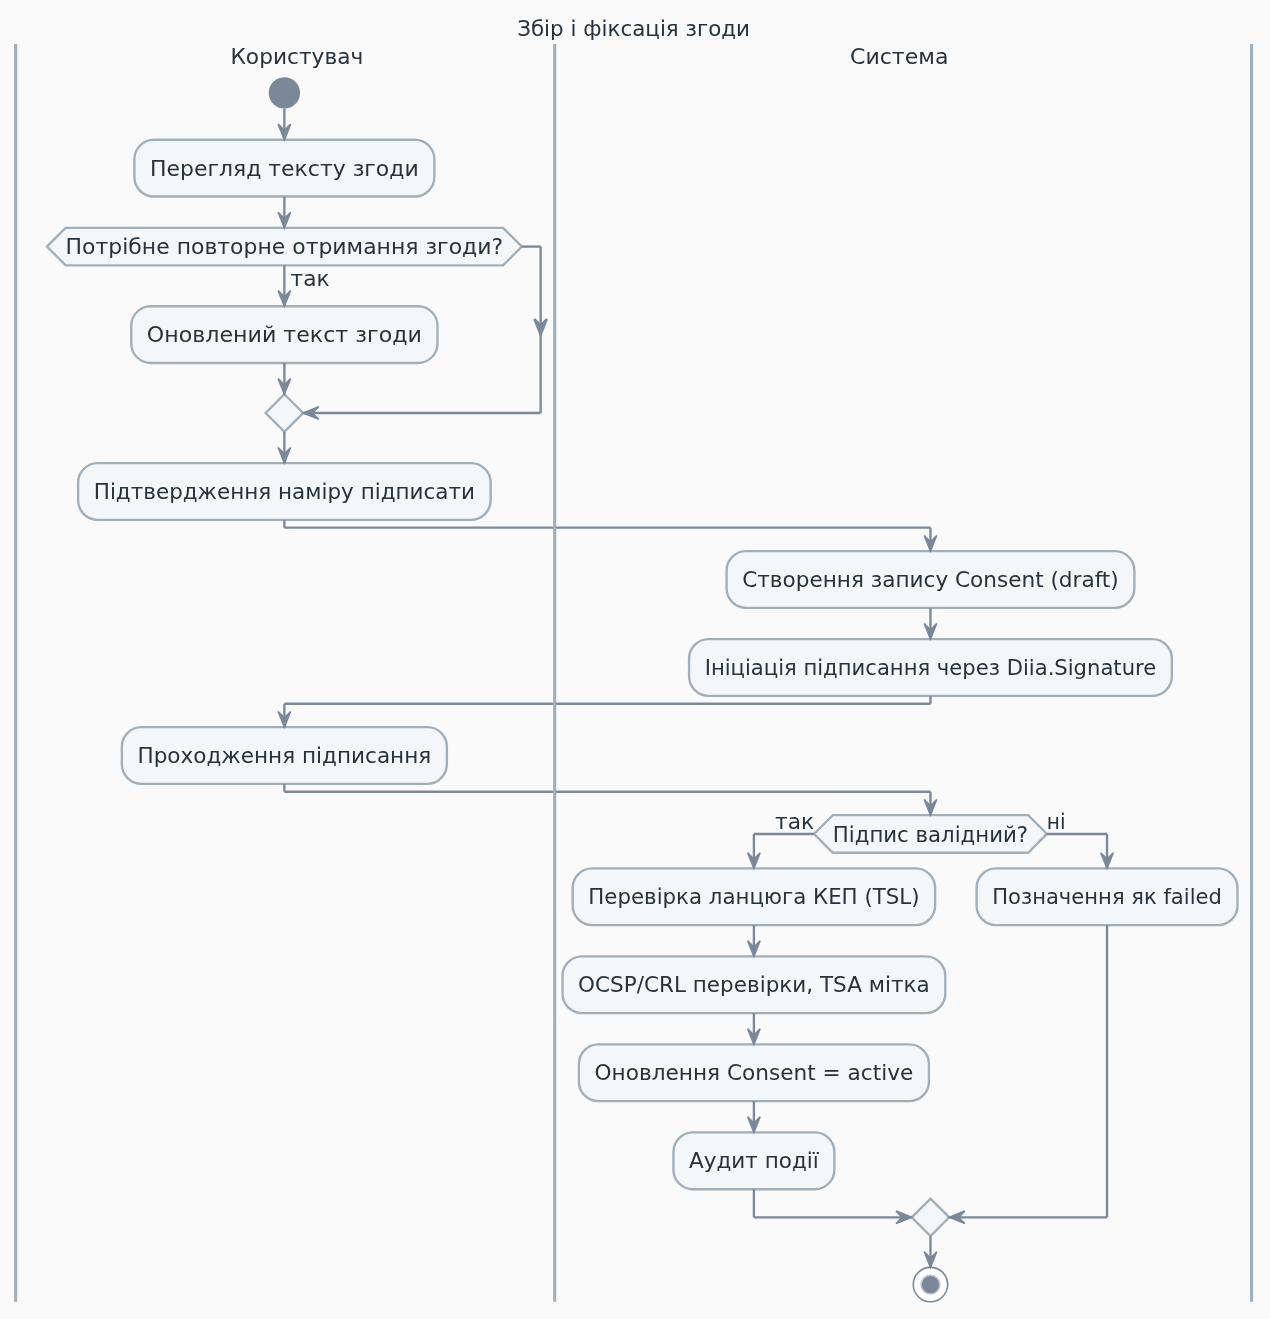 Збір і фіксація згоди
Користувач
Система
Перегляд тексту згоди
Потрібне повторне отримання згоди?
так
Оновлений текст згоди
Підтвердження наміру підписати
Створення запису Consent (draft)
Ініціація підписання через Diia.Signature
Проходження підписання
Підпис валідний?
так
ні
Перевірка ланцюга КЕП (TSL)
Позначення як failed
OCSP/CRL перевірки, TSA мітка
Оновлення Consent = active
Аудит події